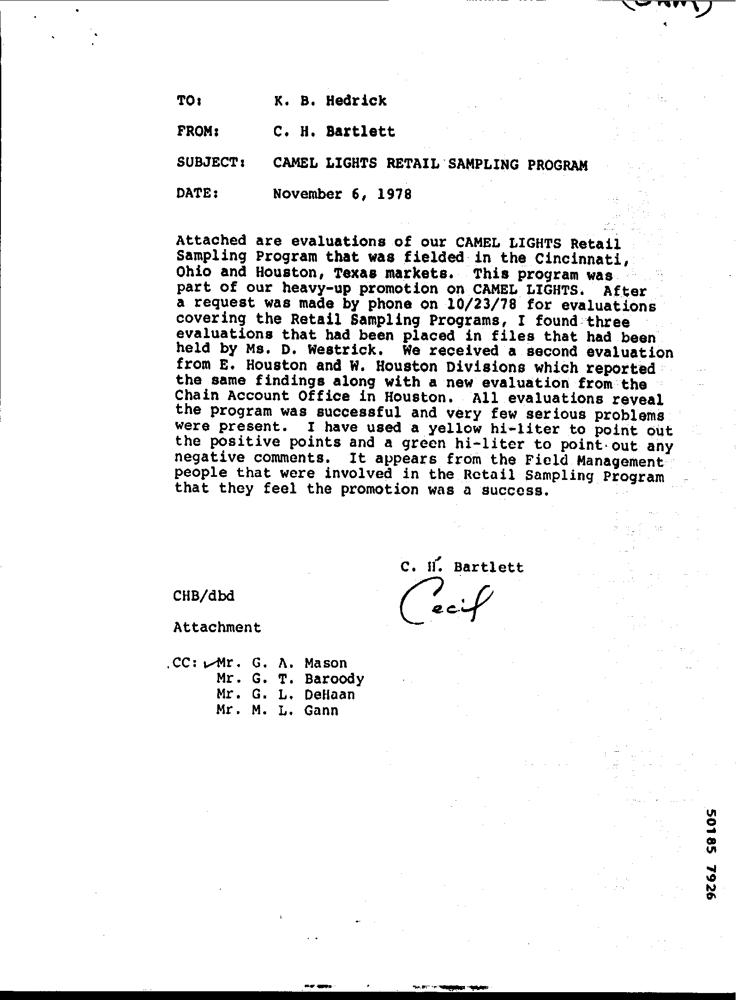 TO: K. B. Hedrick
FROM: C. H. Bartlett
SUBJECT: CAMEL LIGHTS RETAIL SAMPLING PROGRAM
DATE: November 6, 1978
Attached are evaluations of our CAMEL LIGHTS Retail
Sampling Program that was fielded in the Cincinnati,
Ohio and Houston, Texas markets. This program was
part of our heavy-up promotion on CAMEL LIGHTS. After
a request was made by phone on 10/23/78 for evaluations
covering the Retail Sampling Programs, I found three
evaluations that had been placed in files that had been
held by Ms. D. Westrick. We received a second evaluation
from E. Houston and W. Houston Divisions which reported
the same findings along with a new evaluation from the
Chain Account Office in Houston. All evaluations reveal
the program was successful and very few serious problems
were present. I have used a yellow hi-liter to point out
the positive points and a green hi-liter to point out any
negative comments. It appears from the Field Management
people that were involved in the Retail Sampling Program
that they feel the promotion was a success.
C. H. Bartlett
Cecil
CHB/dbd
Attachment
CC: Mr. G. A. Mason
Mr. G. T. Baroody
Mr. G. L. DeHaan
Mr. M. L. Gann
50185 7926